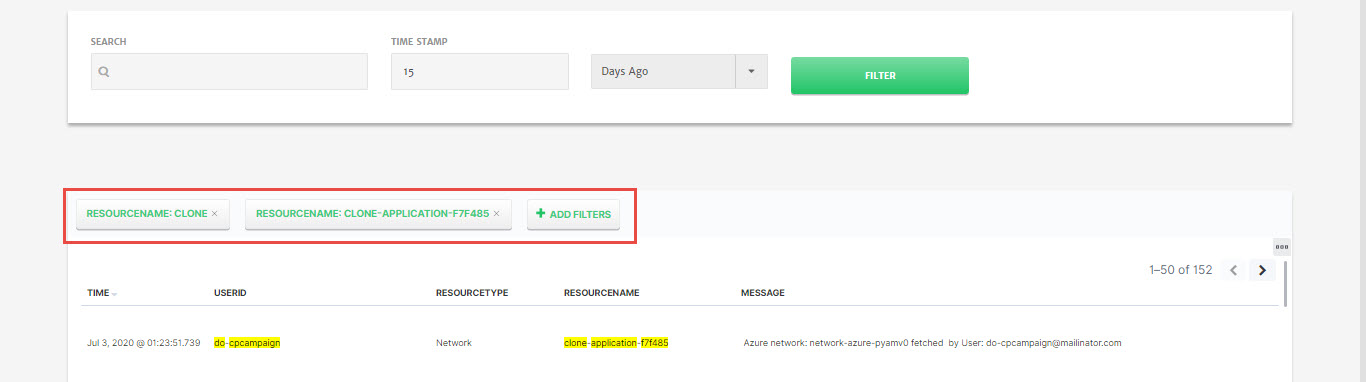 SEARCH TIME STAMP
15 Days Ago FILTER
RESOURCENAME: CLONE × RESOURCENAME: CLONE-APPLICATION-F7F485 × + ADD FILTERS
1–50 of 152
TIME USERID RESOURCETYPE RESOURCENAME MESSAGE
Jul 3, 2020 @ 01:23:51.739 do-cpcampaign Network clone-application-f7f485 Azure network: network-azure-pyamv0 fetched by User: do-cpcampaign@mailinator.com